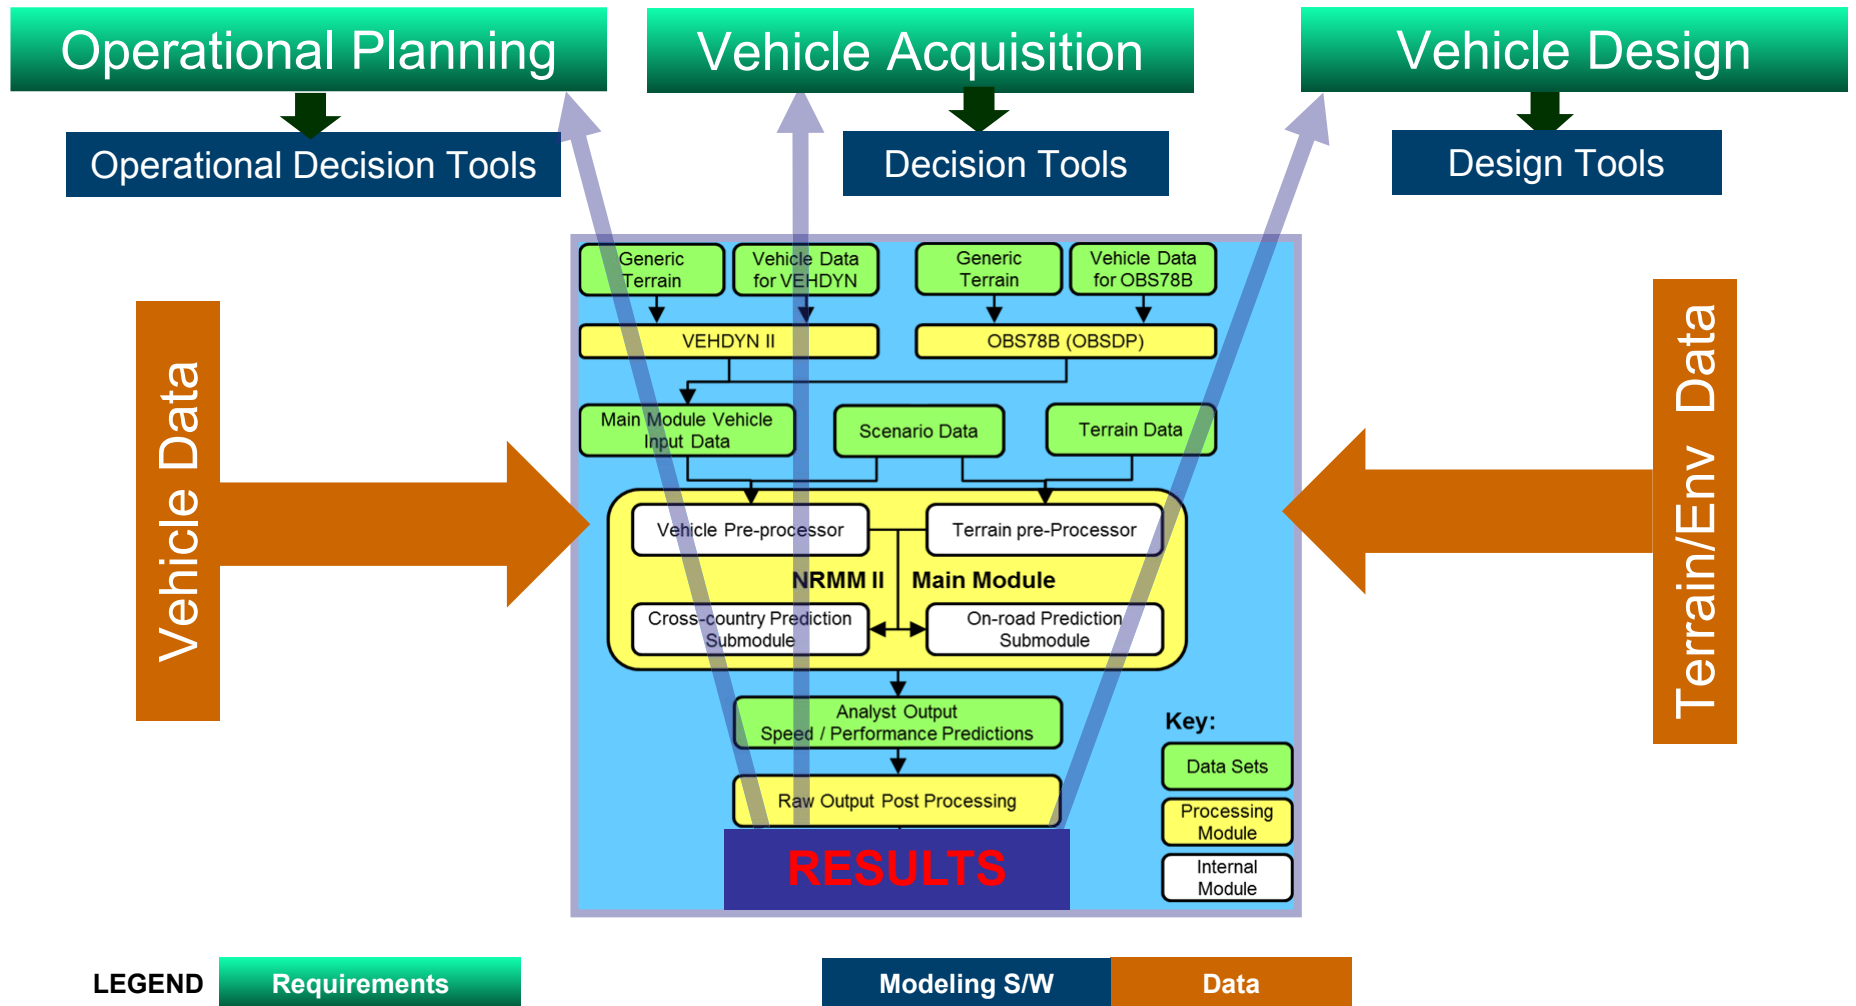 Operational Planning
Vehicle Acquisition
Vehicle Design
Operational Decision Tools
Decision Tools
Design Tools
Vehicle Data
Terrain/Env Data
Generic
Terrain
Vehicle Data
for VEHDYN
Generic
Terrain
Vehicle Data
for OBS78B
VEHDYN II
OBS78B (OBSDP)
Main Module Vehicle
Input Data
Scenario Data
Terrain Data
Vehicle Pre-processor
Terrain pre-Processor
NRMM II Main Module
Cross-country Prediction
Submodule
On-road Prediction
Submodule
Analyst Output
Speed / Performance Predictions
Raw Output Post Processing
RESULTS
Key:
Data Sets
Processing
Module
Internal
Module
LEGEND
Requirements
Modeling S/W
Data